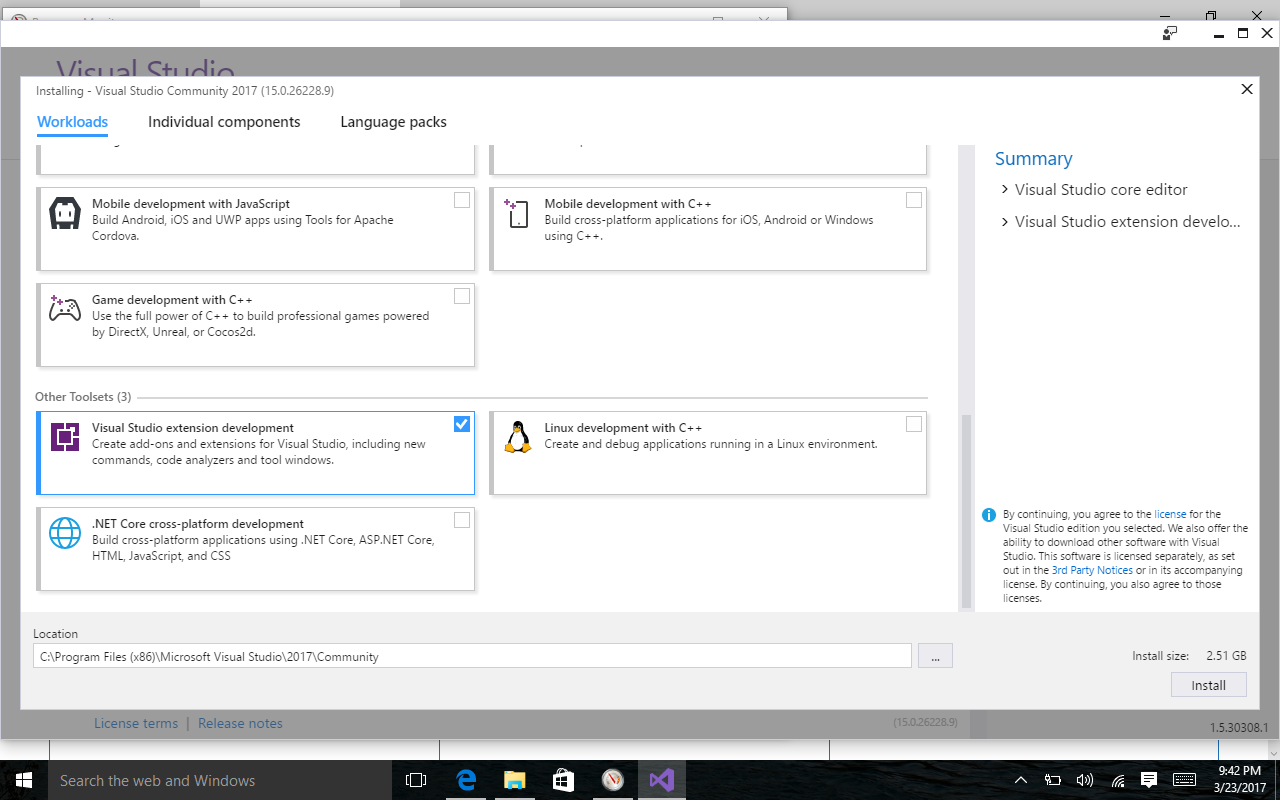 Visual Studio
Installing - Visual Studio Community 2017 (15.0.26228.9)
Workloads
Individual components
Language packs
Mobile development with JavaScript
Build Android, iOS and UWP apps using Tools for Apache
Cordova.
Mobile development with C++
Build cross-platform applications for iOS, Android or Windows
using C++.
Game development with C++
Use the full power of C++ to build professional games powered
by DirectX, Unreal, or Cocos2d.
Other Toolsets (3)
Visual Studio extension development
Create add-ons and extensions for Visual Studio, including new
commands, code analyzers and tool windows.
Linux development with C++
Create and debug applications running in a Linux environment.
.NET Core cross-platform development
Build cross-platform applications using .NET Core, ASP.NET Core,
HTML, JavaScript, and CSS
Summary
Visual Studio core editor
Visual Studio extension develo...
By continuing, you agree to the license for the
Visual Studio edition you selected. We also offer the
ability to download other software with Visual
Studio. This software is licensed separately, as set
out in the 3rd Party Notices or in its accompanying
license. By continuing, you also agree to those
licenses.
Location
C:\Program Files (x86)\Microsoft Visual Studio\2017\Community
...
Install size: 2.51 GB
Install
License terms | Release notes
(15.0.26228.9)
1.5.30308.1
Search the web and Windows
9:42 PM
3/23/2017